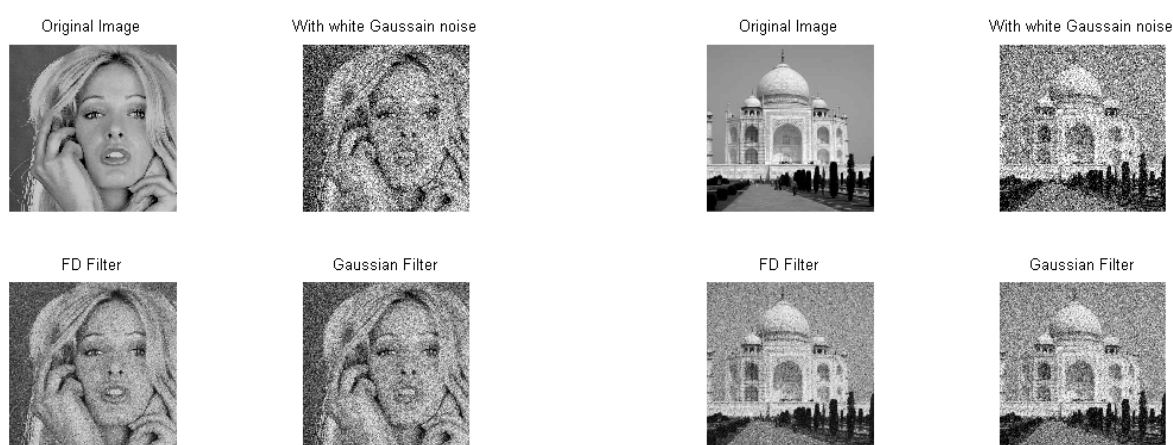 Original Image
With white Gaussain noise
Original Image
With white Gaussain noise
FD Filter
Gaussian Filter
FD Filter
Gaussian Filter